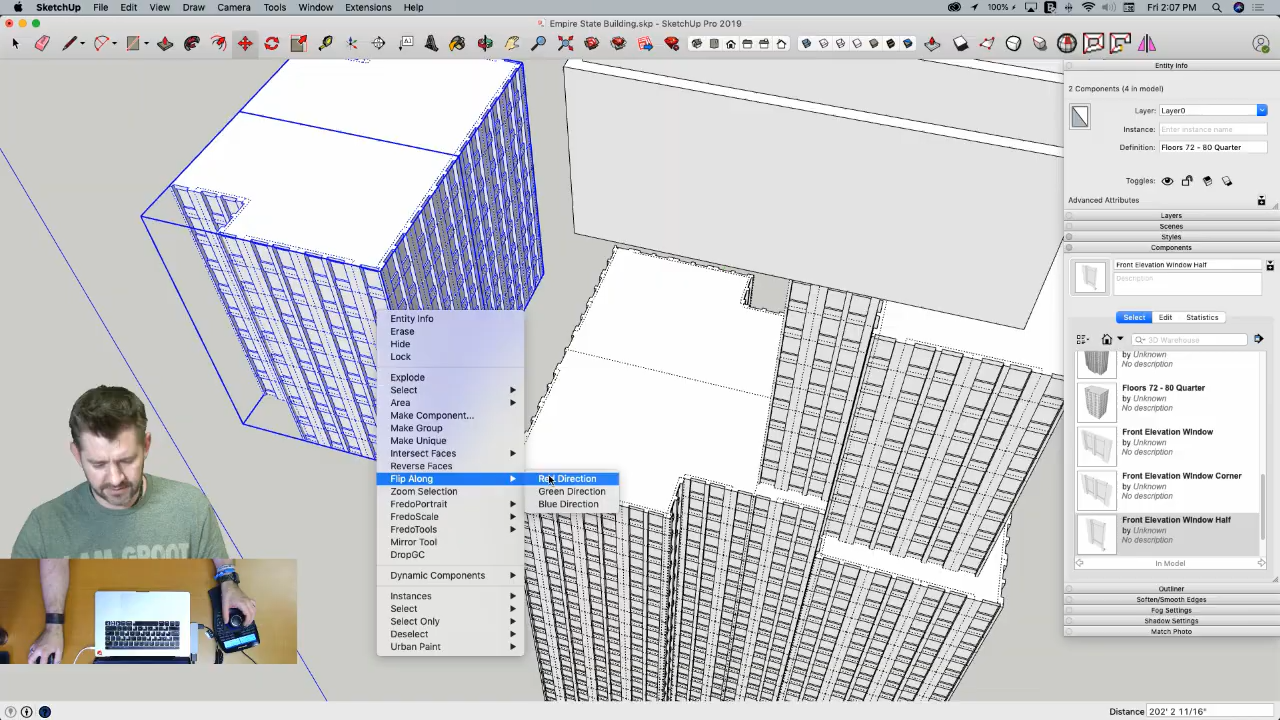 SketchUp File Edit View Draw Camera Tools Window Extensions Help
100% Fri 2:07 PM
Empire State Building.skp - SketchUp Pro 2019
Entity Info
2 Components (4 in model)
Layer: Layer0
Instance: Enter instance name
Definition: Floors 72 - 80 Quarter
Toggles:
Advanced Attributes
Layers
Scenes
Styles
Components
Front Elevation Window Half
Description
Select Edit Statistics
3D Warehouse
by Unknown
No description
Floors 72 - 80 Quarter
by Unknown
No description
Front Elevation Window
by Unknown
No description
Front Elevation Window Corner
by Unknown
No description
Front Elevation Window Half
by Unknown
No description
In Model
Outliner
Soften/Smooth Edges
Fog Settings
Shadow Settings
Match Photo
Entity Info
Erase
Hide
Lock
Explode
Select
Area
Make Component...
Make Group
Make Unique
Intersect Faces
Reverse Faces
Flip Along
Red Direction
Green Direction
Blue Direction
Zoom Selection
FredoPortrait
FredoScale
FredoTools
Mirror Tool
DropGC
Dynamic Components
Instances
Select
Select Only
Deselect
Urban Paint
I AM GROOT
Distance 202' 2 11/16"